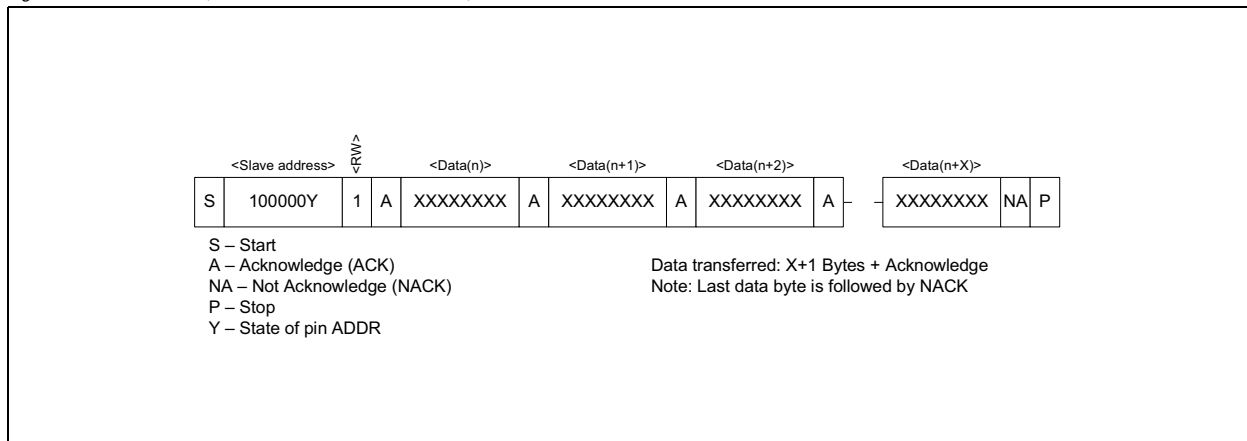 <RW>
<Slave address> <Data(n)> <Data(n+1)> <Data(n+2)> <Data(n+X)>
S 100000Y 1 A XXXXXXXX A XXXXXXXX A XXXXXXXX A XXXXXXXX NA P
S – Start
A – Acknowledge (ACK)
NA – Not Acknowledge (NACK)
P – Stop
Y – State of pin ADDR
Data transferred: X+1 Bytes + Acknowledge
Note: Last data byte is followed by NACK